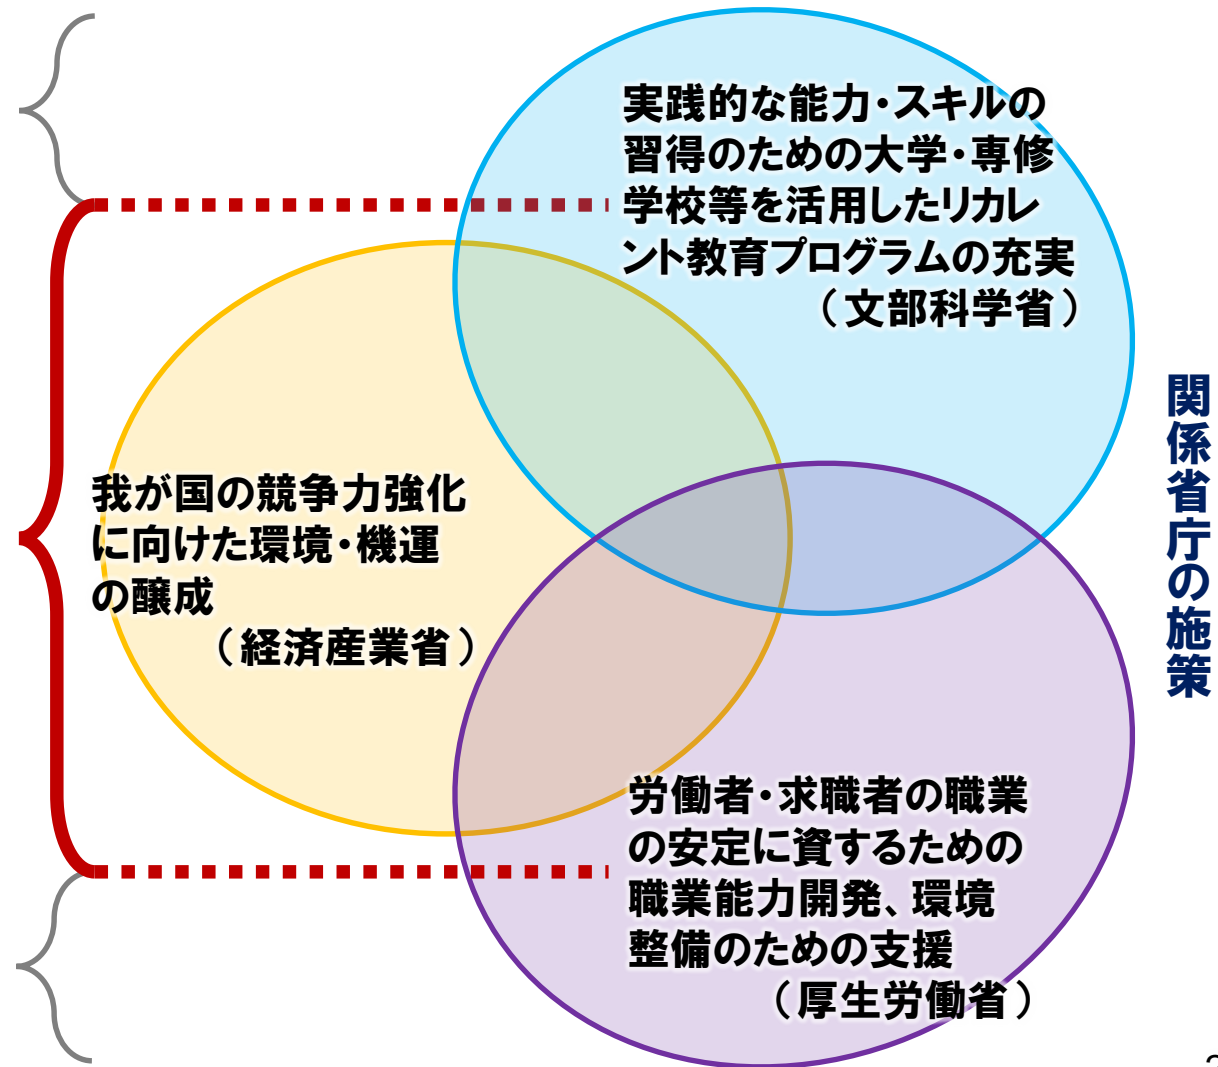 実践的な能力・スキルの
習得のための大学・専修
学校等を活用したリカレ
ント教育プログラムの充実
（文部科学省）
我が国の競争力強化
に向けた環境・機運
の醸成
（経済産業省）
労働者・求職者の職業
の安定に資するための
職業能力開発、環境
整備のための支援
（厚生労働省）
関係省庁の施策